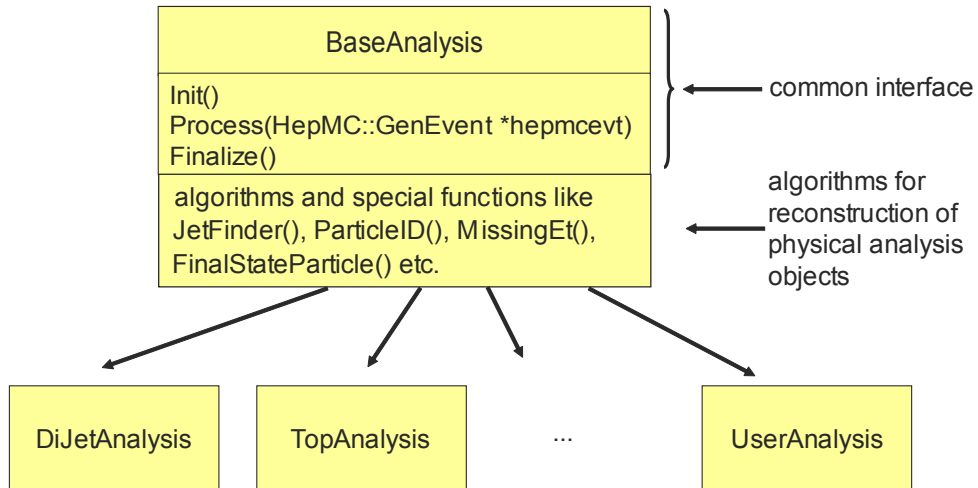 BaseAnalysis
Init()
Process(HepMC::GenEvent *hepmcevt)
Finalize()
common interface
algorithms and special functions like
JetFinder(), ParticleID(), MissingEt(),
FinalStateParticle() etc.
algorithms for
reconstruction of
physical analysis
objects
DiJetAnalysis
TopAnalysis
...
UserAnalysis